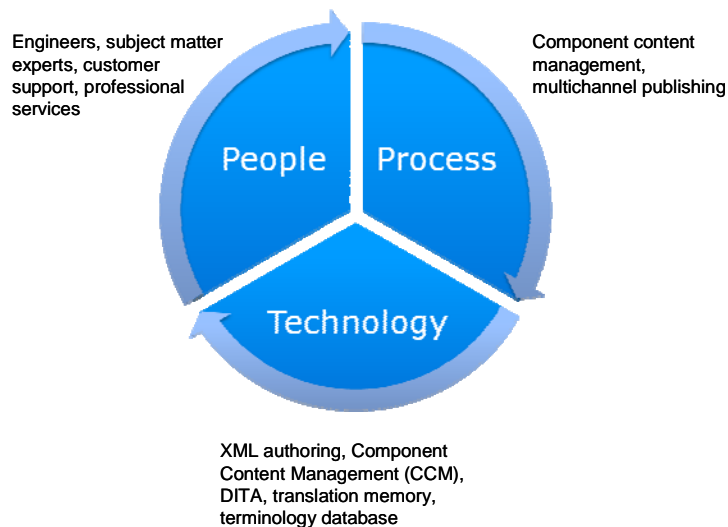 Engineers, subject matter
experts, customer
support, professional
services
Component content
management,
multichannel publishing
People
Process
Technology
XML authoring, Component
Content Management (CCM),
DITA, translation memory,
terminology database